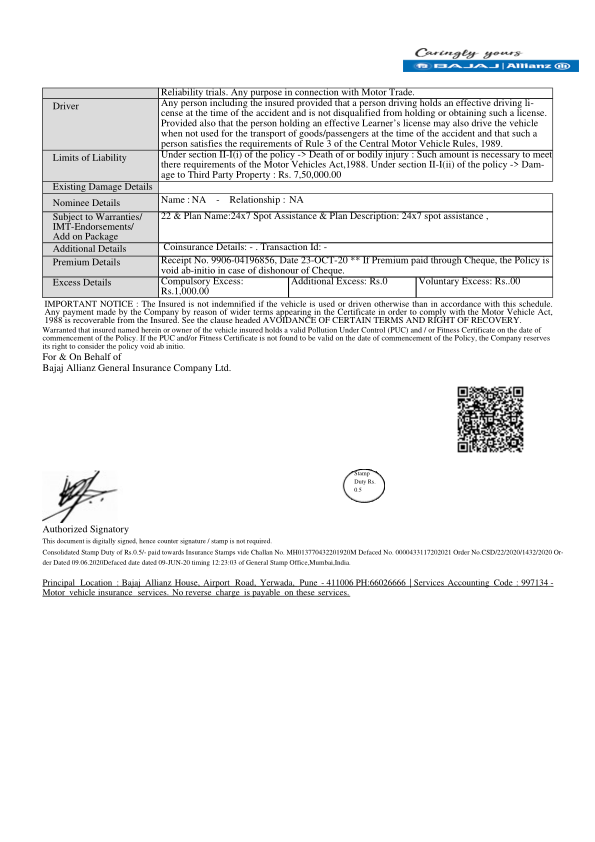 Caringly yours
BAJAJ | Allianz
Reliability trials. Any purpose in connection with Motor Trade.
Driver
Any person including the insured provided that a person driving holds an effective driving li-
cense at the time of the accident and is not disqualified from holding or obtaining such a license.
Provided also that the person holding an effective Learner's license may also drive the vehicle
when not used for the transport of goods/passengers at the time of the accident and that such a
person satisfies the requirements of Rule 3 of the Central Motor Vehicle Rules, 1989.
Limits of Liability
Under section II-I(i) of the policy -> Death of or bodily injury : Such amount is necessary to meet
there requirements of the Motor Vehicles Act,1988. Under section II-I(ii) of the policy -> Dam-
age to Third Party Property : Rs. 7,50,000.00
Existing Damage Details
Nominee Details
Name : NA - Relationship : NA
Subject to Warranties/
IMT-Endorsements/
Add on Package
22 & Plan Name:24x7 Spot Assistance & Plan Description: 24x7 spot assistance ,
Additional Details
Coinsurance Details: - . Transaction Id: -
Premium Details
Receipt No. 9906-04196856, Date 23-OCT-20 ** If Premium paid through Cheque, the Policy is
void ab-initio in case of dishonour of Cheque.
Excess Details
Compulsory Excess:
Rs.1,000.00
Additional Excess: Rs.0
Voluntary Excess: Rs..00
IMPORTANT NOTICE : The Insured is not indemnified if the vehicle is used or driven otherwise than in accordance with this schedule.
Any payment made by the Company by reason of wider terms appearing in the Certificate in order to comply with the Motor Vehicle Act,
1988 is recoverable from the Insured. See the clause headed AVOIDANCE OF CERTAIN TERMS AND RIGHT OF RECOVERY.
Warranted that insured named herein or owner of the vehicle insured holds a valid Pollution Under Control (PUC) and / or Fitness Certificate on the date of
commencement of the Policy. If the PUC and/or Fitness Certificate is not found to be valid on the date of commencement of the Policy, the Company reserves
its right to consider the policy void ab initio.
For & On Behalf of
Bajaj Allianz General Insurance Company Ltd.
Stamp
Duty Rs.
0.5
Authorized Signatory
This document is digitally signed, hence counter signature / stamp is not required.
Consolidated Stamp Duty of Rs.0.5/- paid towards Insurance Stamps vide Challan No. MH013770432201920M Defaced No. 0000433117202021 Order No.CSD/22/2020/1432/2020 Or-
der Dated 09.06.2020Defaced date dated 09-JUN-20 timing 12:23:03 of General Stamp Office,Mumbai,India.
Principal Location : Bajaj Allianz House, Airport Road, Yerwada, Pune - 411006 PH:66026666 | Services Accounting Code : 997134 -
Motor vehicle insurance services. No reverse charge is payable on these services.